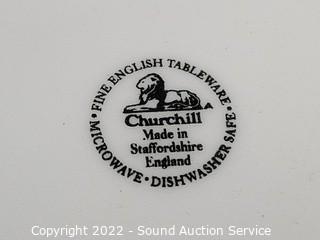 • FINE ENGLISH TABLEWARE •
Churchill
Made in
Staffordshire
England
MICROWAVE • DISHWASHER SAFE
Copyright 2022 - Sound Auction Service